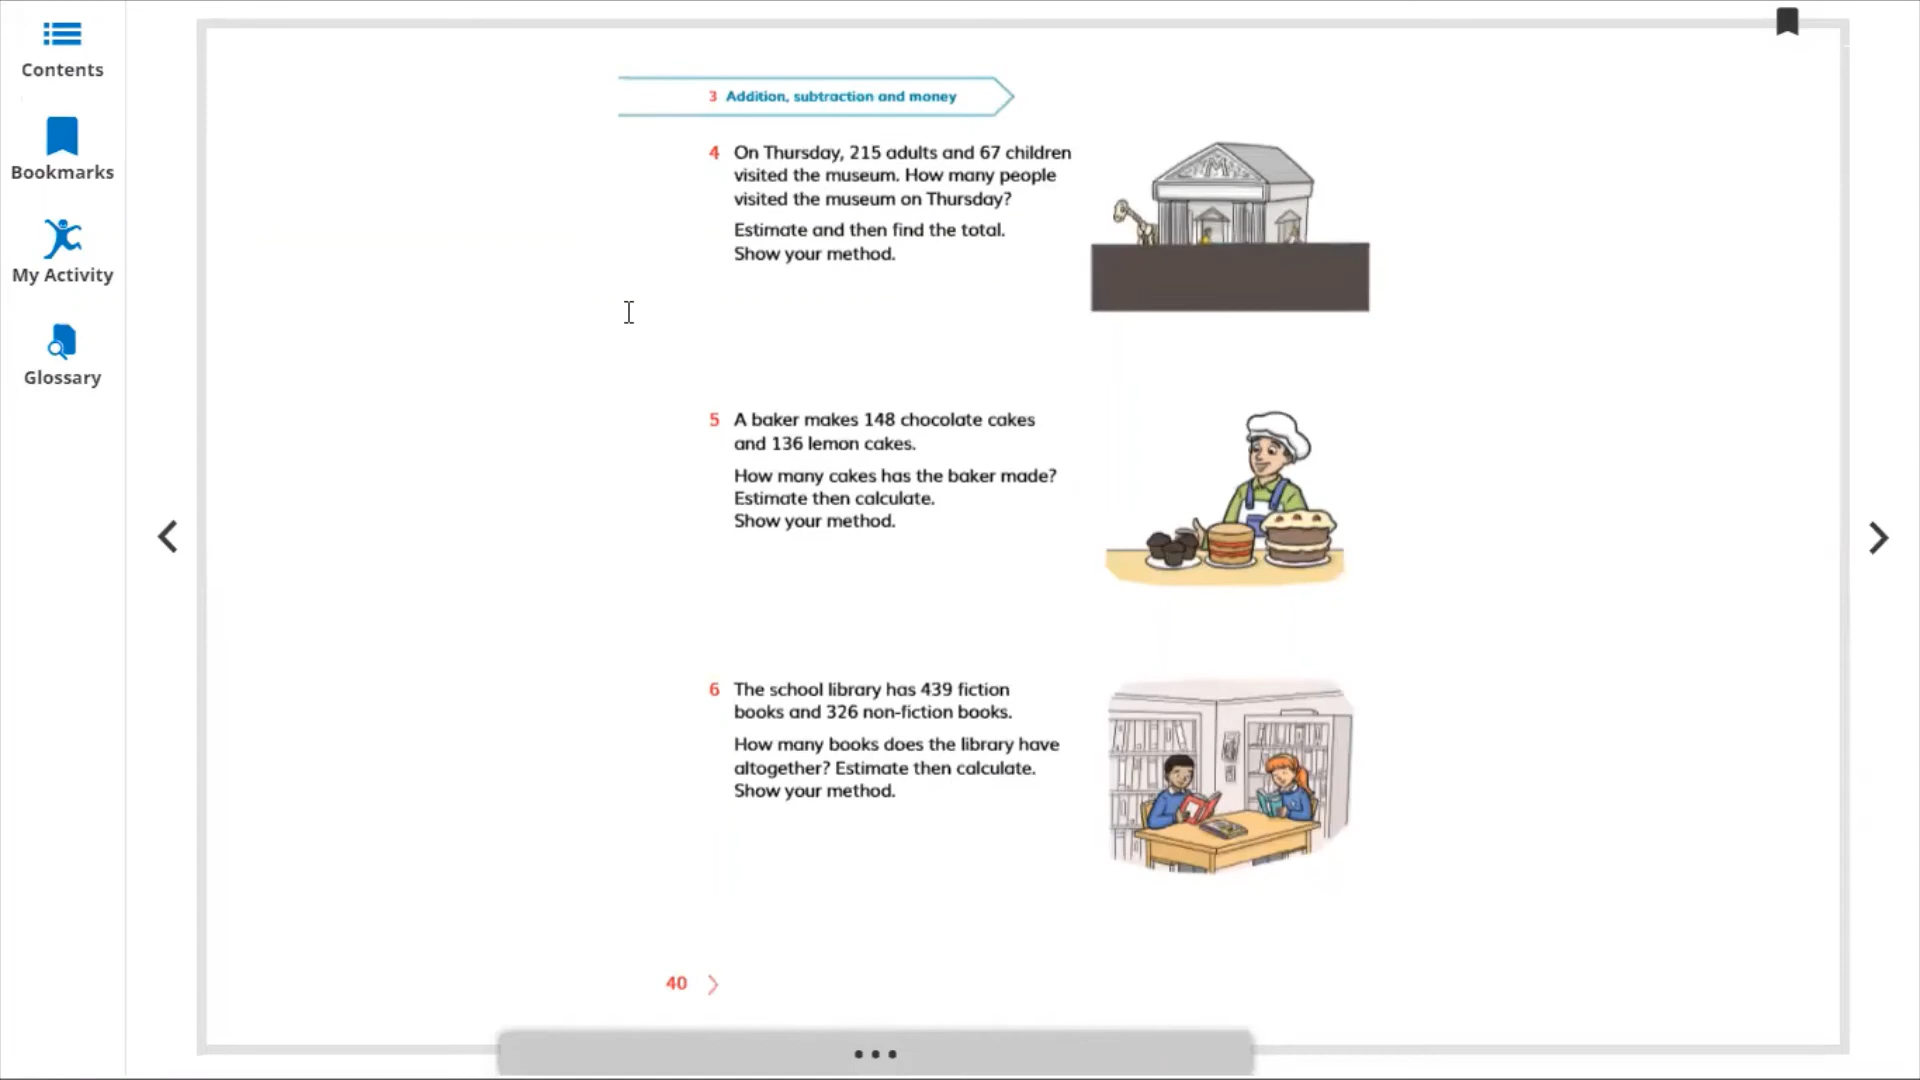 Contents
Bookmarks
My Activity
Glossary
3 Addition, subtraction and money
4 On Thursday, 215 adults and 67 children
visited the museum. How many people
visited the museum on Thursday?
Estimate and then find the total.
Show your method.
M
5 A baker makes 148 chocolate cakes
and 136 lemon cakes.
How many cakes has the baker made?
Estimate then calculate.
Show your method.
6 The school library has 439 fiction
books and 326 non-fiction books.
How many books does the library have
altogether? Estimate then calculate.
Show your method.
40